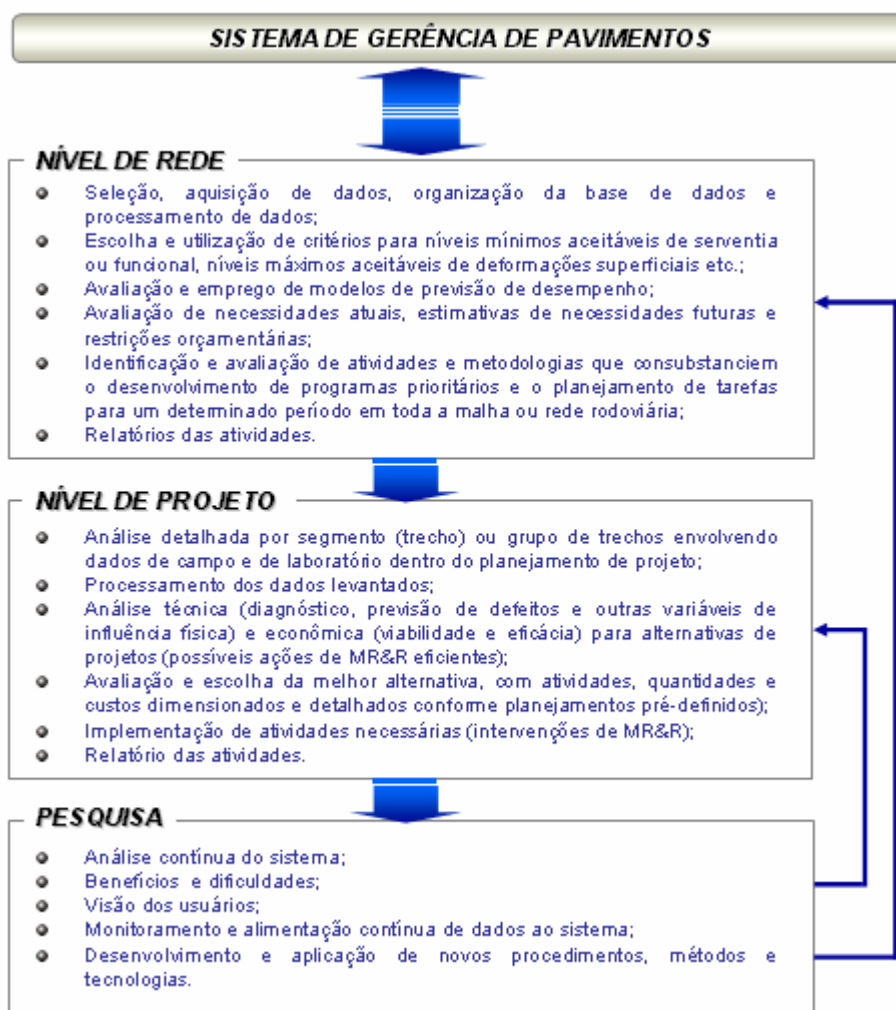 SISTEMA DE GERÊNCIA DE PAVIMENTOS
NÍVEL DE REDE
Seleção, aquisição de dados, organização da base de dados e
processamento de dados;
Escolha e utilização de critérios para níveis mínimos aceitáveis de serventia
ou funcional, níveis máximos aceitáveis de deformações superficiais etc.;
Avaliação e emprego de modelos de previsão de desempenho;
Avaliação de necessidades atuais, estimativas de necessidades futuras e
restrições orçamentárias;
Identificação e avaliação de atividades e metodologias que consubstanciem
o desenvolvimento de programas prioritários e o planejamento de tarefas
para um determinado período em toda a malha ou rede rodoviária;
Relatórios das atividades.
NÍVEL DE PROJETO
Análise detalhada por segmento (trecho) ou grupo de trechos envolvendo
dados de campo e de laboratório dentro do planejamento de projeto;
Processamento dos dados levantados;
Análise técnica (diagnóstico, previsão de defeitos e outras variáveis de
influência física) e econômica (viabilidade e eficácia) para alternativas de
projetos (possíveis ações de MR&R eficientes);
Avaliação e escolha da melhor alternativa, com atividades, quantidades e
custos dimensionados e detalhados conforme planejamentos pré-definidos);
Implementação de atividades necessárias (intervenções de MR&R);
Relatório das atividades.
PESQUISA
Análise contínua do sistema;
Benefícios e dificuldades;
Visão dos usuários;
Monitoramento e alimentação contínua de dados ao sistema;
Desenvolvimento e aplicação de novos procedimentos, métodos e
tecnologias.